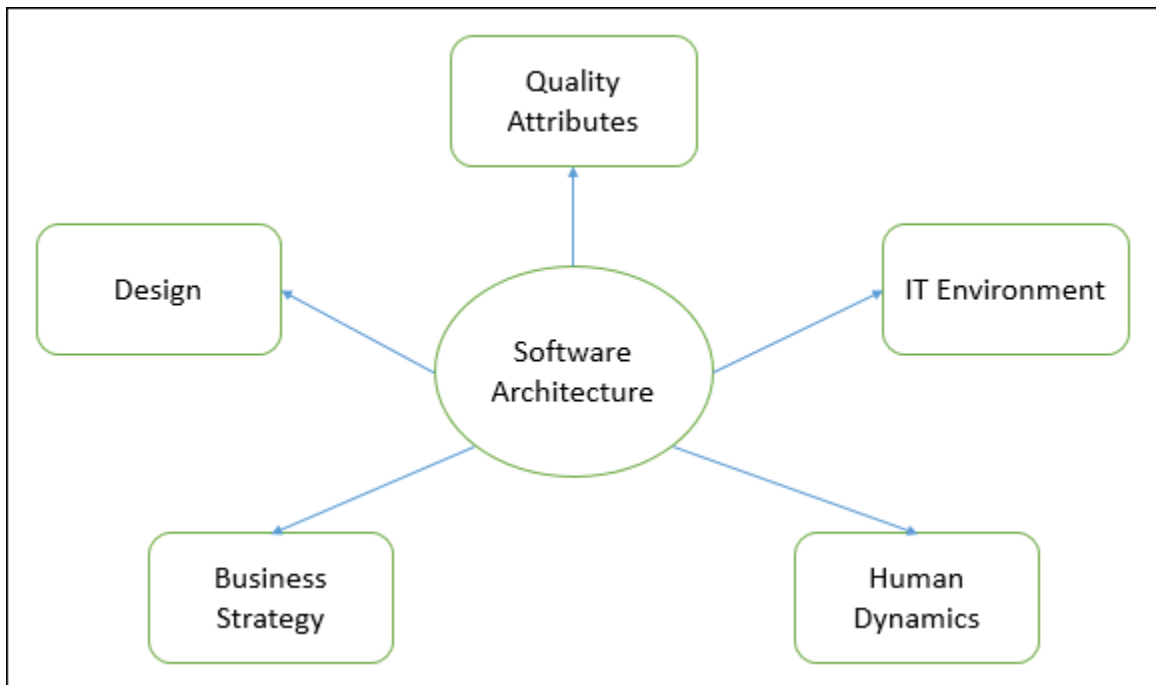 Quality
Attributes
Design
IT Environment
Software
Architecture
Business
Strategy
Human
Dynamics